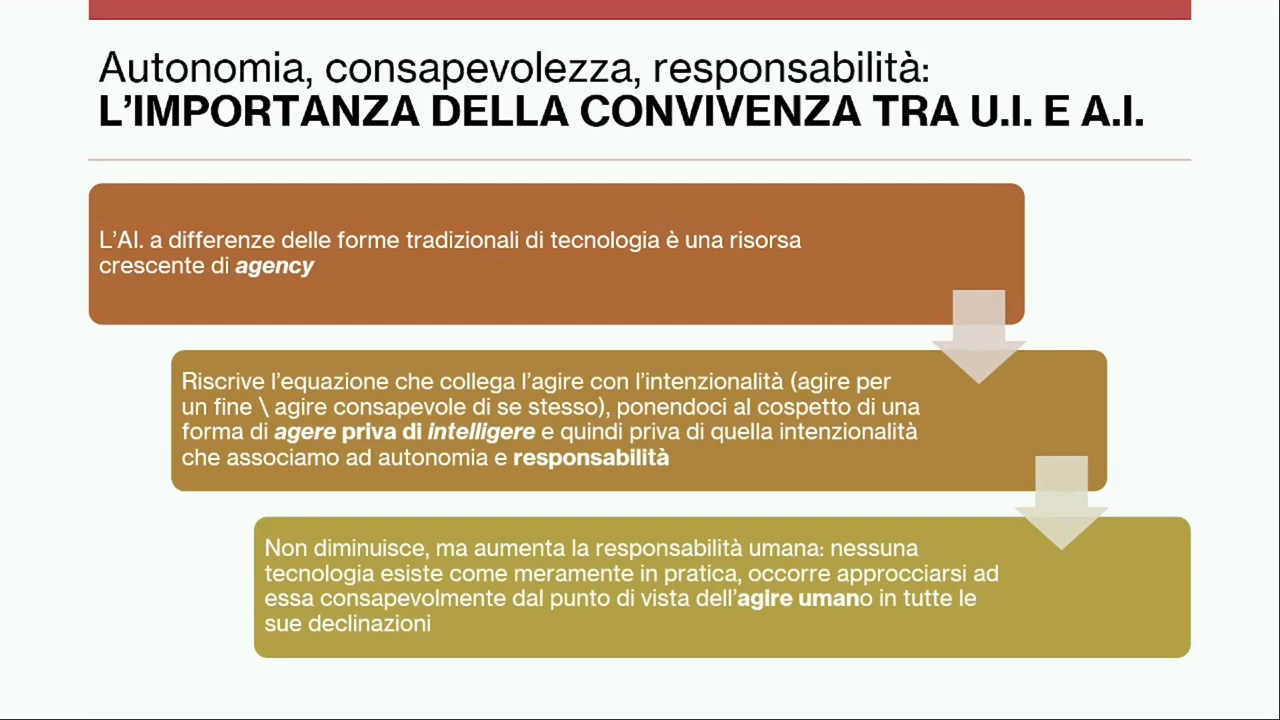 Autonomia, consapevolezza, responsabilità:
L'IMPORTANZA DELLA CONVIVENZA TRA U.I. E A.I.
L'AI. a differenze delle forme tradizionali di tecnologia è una risorsa
crescente di agency
Riscrive l'equazione che collega l'agire con l'intenzionalità (agire per
un fine \ agire consapevole di se stesso), ponendoci al cospetto di una
forma di agere priva di intelligere e quindi priva di quella intenzionalità
che associamo ad autonomia e responsabilità
Non diminuisce, ma aumenta la responsabilità umana: nessuna
tecnologia esiste come meramente in pratica, occorre approcciarsi ad
essa consapevolmente dal punto di vista dell'agire umano in tutte le
sue declinazioni